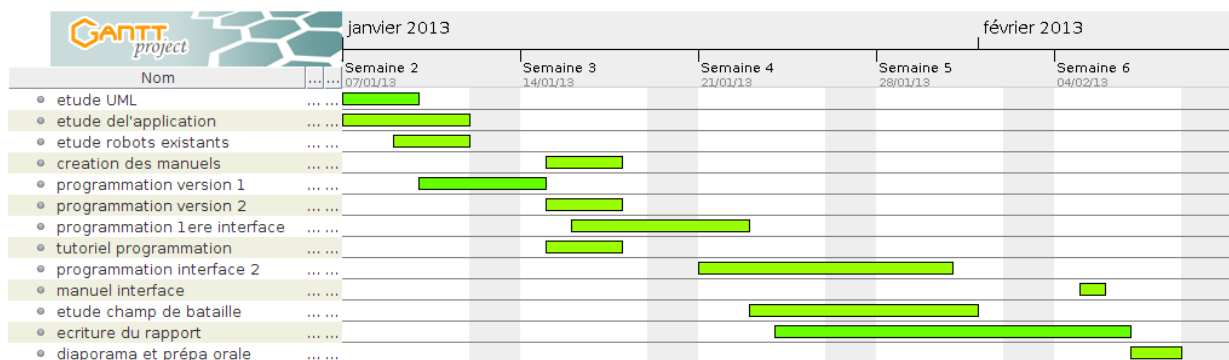 GANTT
project
janvier 2013
février 2013
Nom
... ...
Semaine 2
07/01/13
Semaine 3
14/01/13
Semaine 4
21/01/13
Semaine 5
28/01/13
Semaine 6
04/02/13
etude UML ... ...
etude del'application ... ...
etude robots existants ... ...
creation des manuels ... ...
programmation version 1 ... ...
programmation version 2 ... ...
programmation 1ere interface ... ...
tutoriel programmation ... ...
programmation interface 2 ... ...
manuel interface ... ...
etude champ de bataille ... ...
ecriture du rapport ... ...
diaporama et prépa orale ... ...